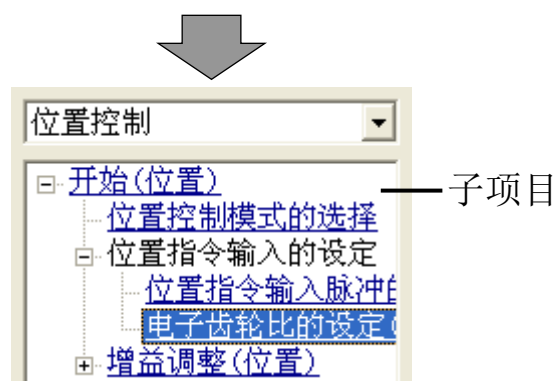 位置控制
开始(位置)
子项目
位置控制模式的选择
位置指令输入的设定
位置指令输入脉冲
电子齿轮比的设定(
增益调整(位置)